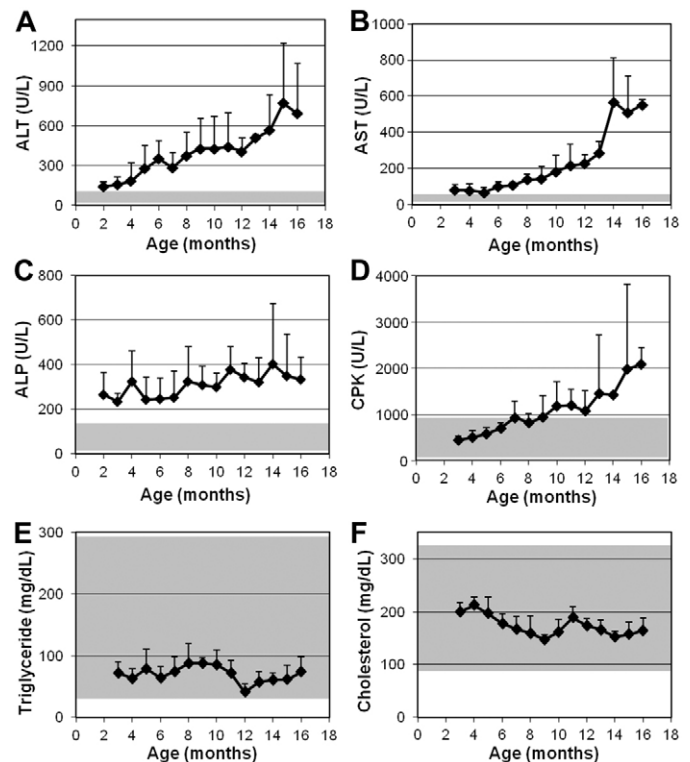 A
ALT (U/L)
1200
900
600
300
0
0 2 4 6 8 10 12 14 16 18
Age (months)
B
AST (U/L)
1000
800
600
400
200
0
0 2 4 6 8 10 12 14 16 18
Age (months)
C
ALP (U/L)
800
600
400
200
0
0 2 4 6 8 10 12 14 16 18
Age (months)
D
CPK (U/L)
4000
3000
2000
1000
0
0 2 4 6 8 10 12 14 16 18
Age (months)
E
Triglyceride (mg/dL)
300
200
100
0
0 2 4 6 8 10 12 14 16 18
Age (months)
F
Cholesterol (mg/dL)
300
200
100
0
0 2 4 6 8 10 12 14 16 18
Age (months)